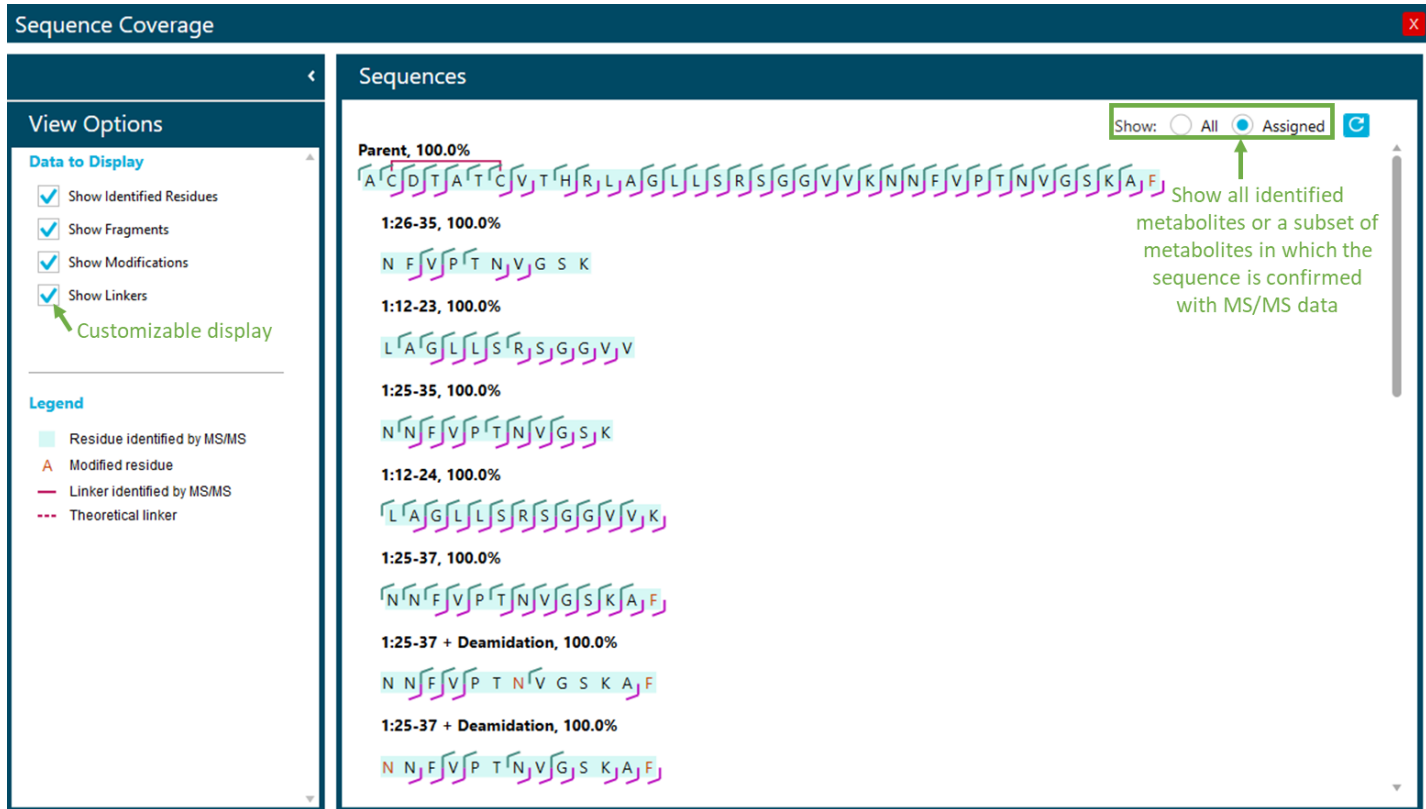 Sequence Coverage
X
View Options
Data to Display
Show Identified Residues
Show Fragments
Show Modifications
Show Linkers
Customizable display
Legend
Residue identified by MS/MS
A Modified residue
Linker identified by MS/MS
Theoretical linker
Sequences
Show: All Assigned
Show all identified
metabolites or a subset of
metabolites in which the
sequence is confirmed
with MS/MS data
Parent, 100.0%
A C D T A T C V T H R L A G L L S R S G G V V K N N F V P T N V G S K A F
1:26-35, 100.0%
N F V P T N V G S K
1:12-23, 100.0%
L A G L L S R S G G V V
1:25-35, 100.0%
N N F V P T N V G S K
1:12-24, 100.0%
L A G L L S R S G G V V K
1:25-37, 100.0%
N N F V P T N V G S K A F
1:25-37 + Deamidation, 100.0%
N N F V P T N V G S K A F
1:25-37 + Deamidation, 100.0%
N N F V P T N V G S K A F